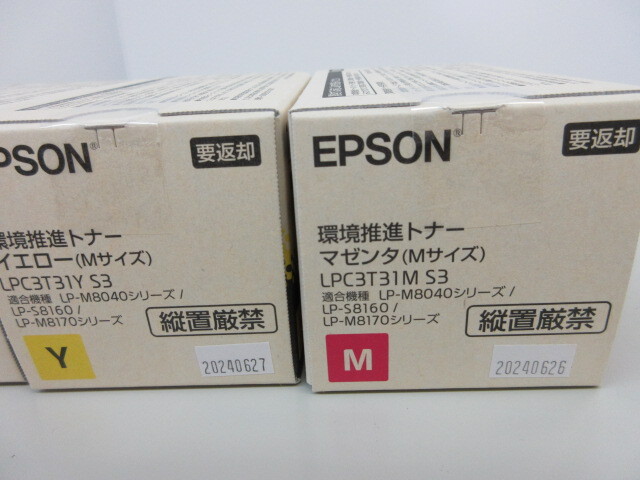 PSON
要返却
環境推進トナー
イエロー(Mサイズ)
LPC3T31Y S3
適合機種 LP-M8040シリーズ/
LP-S8160/
LP-M8170シリーズ
縦置厳禁
Y
20240627
EPSON®
要返却
環境推進トナー
マゼンタ(Mサイズ)
LPC3T31M S3
適合機種 LP-M8040シリーズ/
LP-S8160/
LP-M8170シリーズ
縦置厳禁
M
20240626